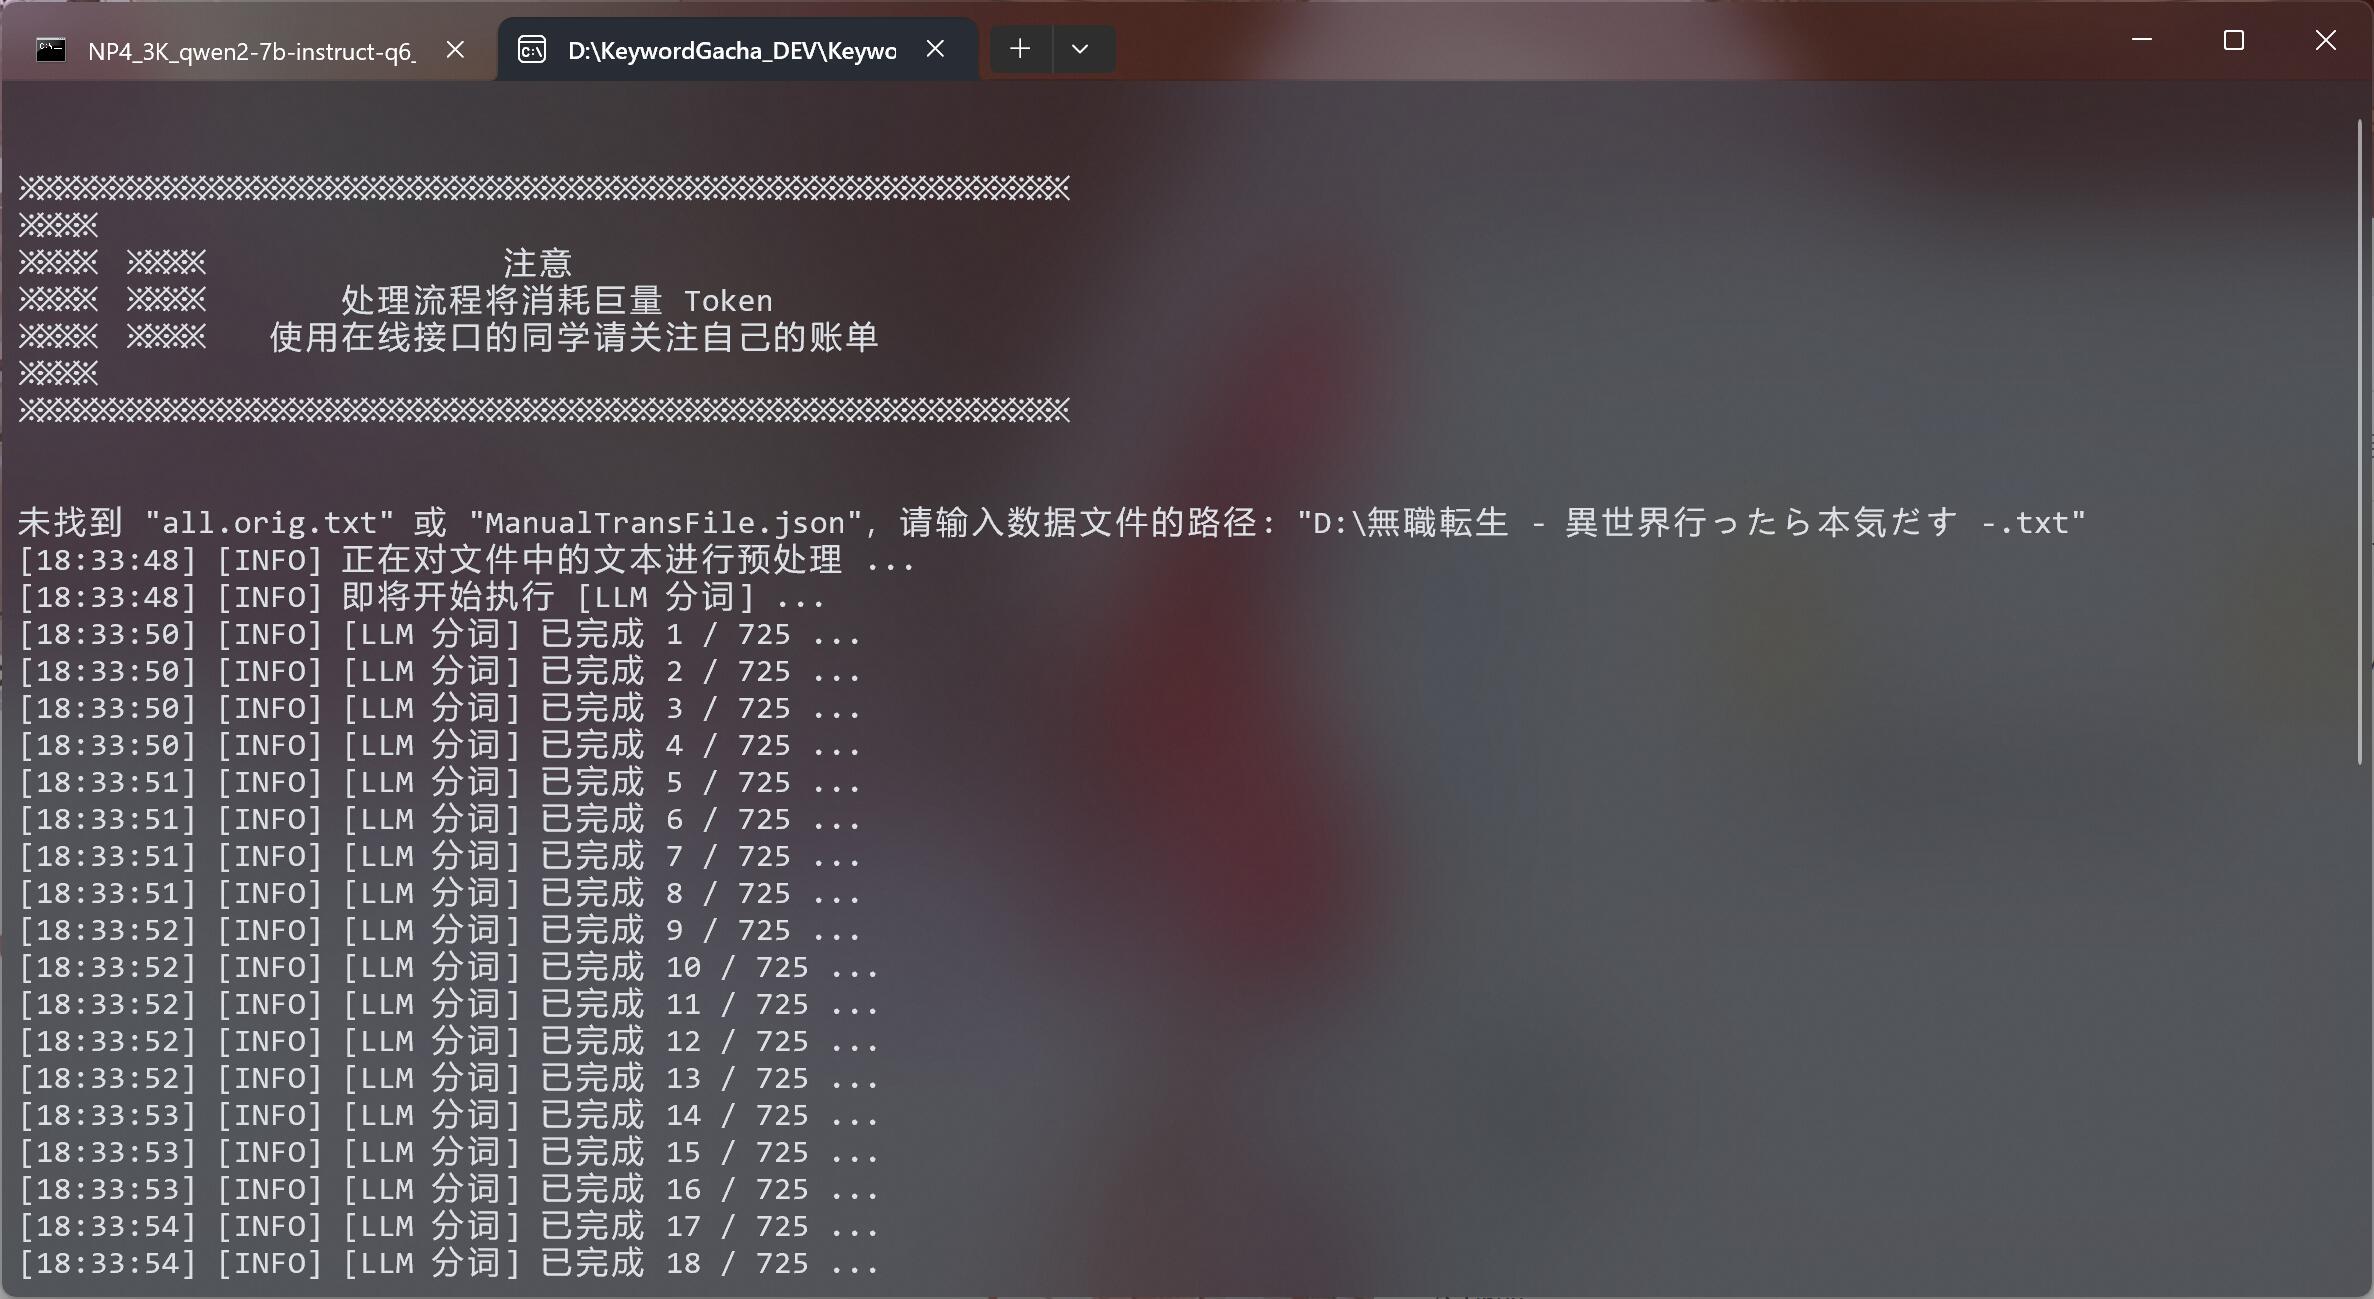 NP4_3K_qwen2-7b-instruct-q6_
D:\KeywordGacha_DEV\Keywo
※※※※※※※※※※※※※※※※※※※※※※※※※※※※※※※※※※※※※※※※※※※※※※※※※※※※※※※※※※
※※※※
※※※※ ※※※※ 注意
※※※※ ※※※※ 处理流程将消耗巨量 Token
※※※※ ※※※※ 使用在线接口的同学请关注自己的账单
※※※※
※※※※※※※※※※※※※※※※※※※※※※※※※※※※※※※※※※※※※※※※※※※※※※※※※※※※※※※※※※
未找到 "all.orig.txt" 或 "ManualTransFile.json", 请输入数据文件的路径: "D:\無職転生 - 異世界行ったら本気だす -.txt"
[18:33:48] [INFO] 正在对文件中的文本进行预处理 ...
[18:33:48] [INFO] 即将开始执行 [LLM 分词] ...
[18:33:50] [INFO] [LLM 分词] 已完成 1 / 725 ...
[18:33:50] [INFO] [LLM 分词] 已完成 2 / 725 ...
[18:33:50] [INFO] [LLM 分词] 已完成 3 / 725 ...
[18:33:50] [INFO] [LLM 分词] 已完成 4 / 725 ...
[18:33:51] [INFO] [LLM 分词] 已完成 5 / 725 ...
[18:33:51] [INFO] [LLM 分词] 已完成 6 / 725 ...
[18:33:51] [INFO] [LLM 分词] 已完成 7 / 725 ...
[18:33:51] [INFO] [LLM 分词] 已完成 8 / 725 ...
[18:33:52] [INFO] [LLM 分词] 已完成 9 / 725 ...
[18:33:52] [INFO] [LLM 分词] 已完成 10 / 725 ...
[18:33:52] [INFO] [LLM 分词] 已完成 11 / 725 ...
[18:33:52] [INFO] [LLM 分词] 已完成 12 / 725 ...
[18:33:52] [INFO] [LLM 分词] 已完成 13 / 725 ...
[18:33:53] [INFO] [LLM 分词] 已完成 14 / 725 ...
[18:33:53] [INFO] [LLM 分词] 已完成 15 / 725 ...
[18:33:53] [INFO] [LLM 分词] 已完成 16 / 725 ...
[18:33:54] [INFO] [LLM 分词] 已完成 17 / 725 ...
[18:33:54] [INFO] [LLM 分词] 已完成 18 / 725 ...